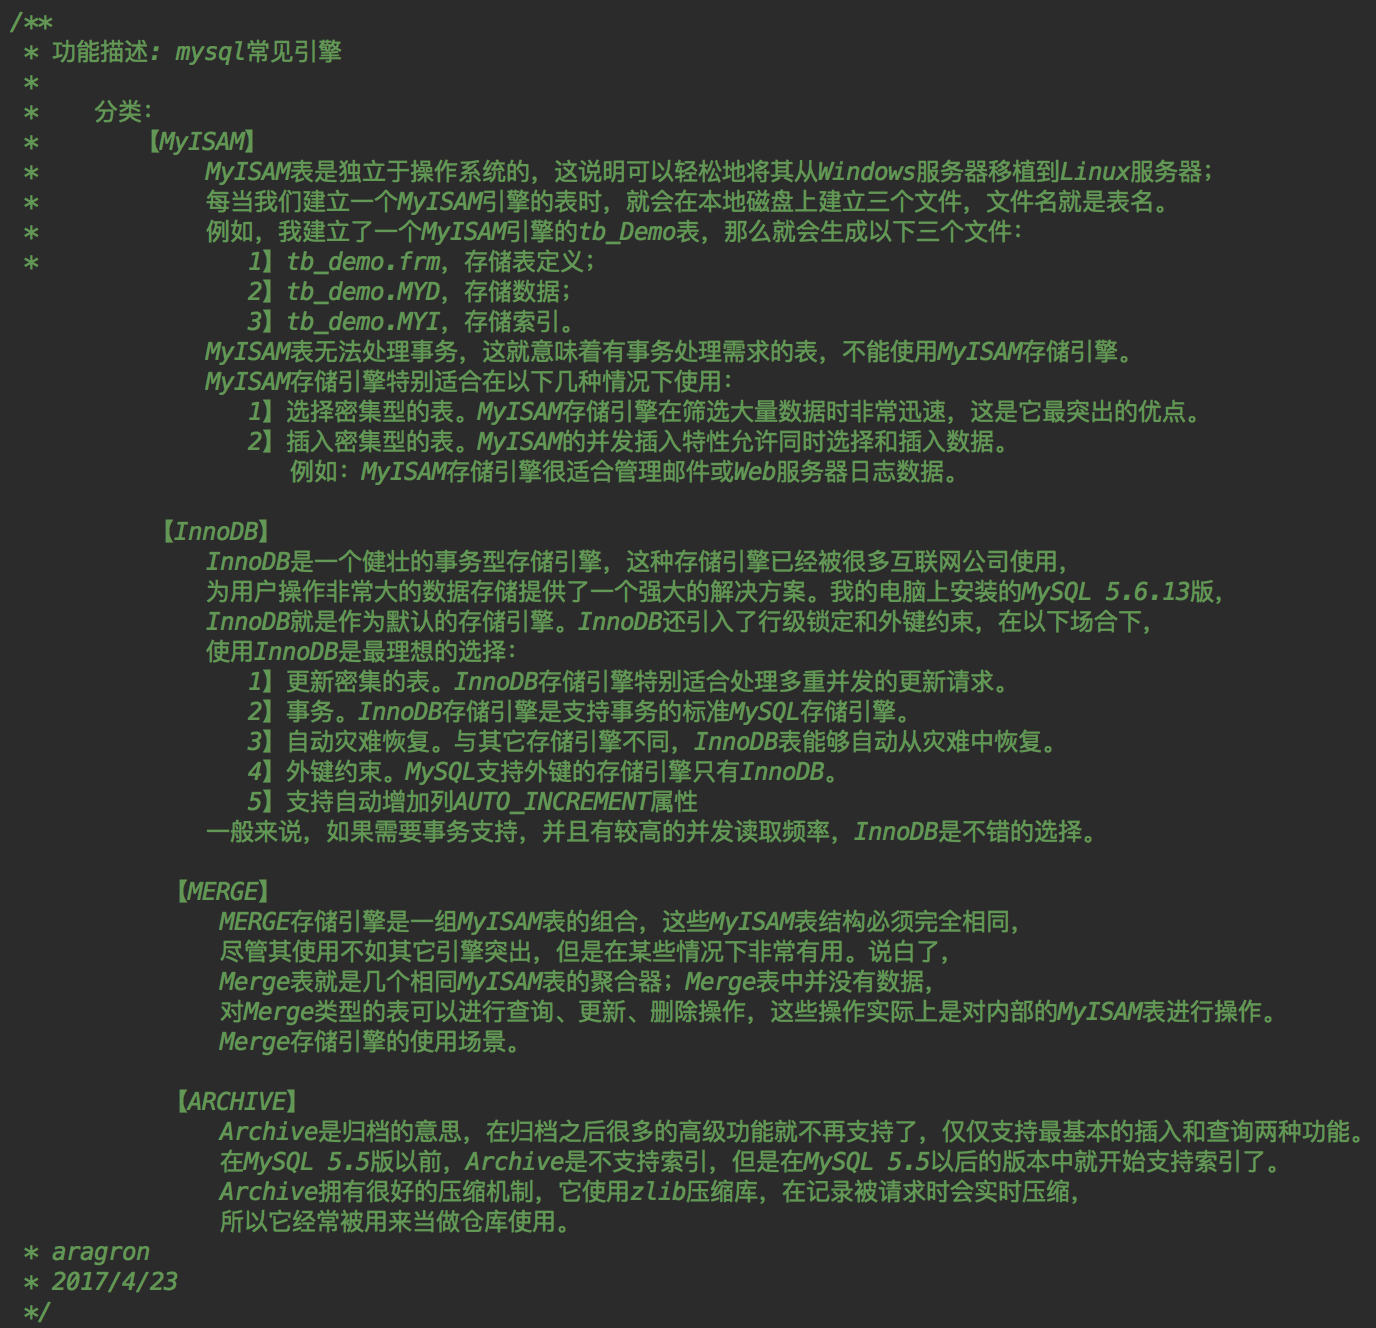 /**
 * 功能描述: mysql常见引擎
 *
 *    分类:
 *        【MyISAM】
 *            MyISAM表是独立于操作系统的，这说明可以轻松地将其从Windows服务器移植到Linux服务器；
 *            每当我们建立一个MyISAM引擎的表时，就会在本地磁盘上建立三个文件，文件名就是表名。
 *            例如，我建立了一个MyISAM引擎的tb_Demo表，那么就会生成以下三个文件：
 *               1】tb_demo.frm，存储表定义；
                 2】tb_demo.MYD，存储数据；
                 3】tb_demo.MYI，存储索引。
              MyISAM表无法处理事务，这就意味着有事务处理需求的表，不能使用MyISAM存储引擎。
              MyISAM存储引擎特别适合在以下几种情况下使用：
                 1】选择密集型的表。MyISAM存储引擎在筛选大量数据时非常迅速，这是它最突出的优点。
                 2】插入密集型的表。MyISAM的并发插入特性允许同时选择和插入数据。
                    例如：MyISAM存储引擎很适合管理邮件或Web服务器日志数据。
           【InnoDB】
              InnoDB是一个健壮的事务型存储引擎，这种存储引擎已经被很多互联网公司使用，
              为用户操作非常大的数据存储提供了一个强大的解决方案。我的电脑上安装的MySQL 5.6.13版，
              InnoDB就是作为默认的存储引擎。InnoDB还引入了行级锁定和外键约束，在以下场合下，
              使用InnoDB是最理想的选择：
                 1】更新密集的表。InnoDB存储引擎特别适合处理多重并发的更新请求。
                 2】事务。InnoDB存储引擎是支持事务的标准MySQL存储引擎。
                 3】自动灾难恢复。与其它存储引擎不同，InnoDB表能够自动从灾难中恢复。
                 4】外键约束。MySQL支持外键的存储引擎只有InnoDB。
                 5】支持自动增加列AUTO_INCREMENT属性
              一般来说，如果需要事务支持，并且有较高的并发读取频率，InnoDB是不错的选择。
            【MERGE】
               MERGE存储引擎是一组MyISAM表的组合，这些MyISAM表结构必须完全相同，
               尽管其使用不如其它引擎突出，但是在某些情况下非常有用。说白了，
               Merge表就是几个相同MyISAM表的聚合器；Merge表中并没有数据，
               对Merge类型的表可以进行查询、更新、删除操作，这些操作实际上是对内部的MyISAM表进行操作。
               Merge存储引擎的使用场景。
            【ARCHIVE】
               Archive是归档的意思，在归档之后很多的高级功能就不再支持了，仅仅支持最基本的插入和查询两种功能。
               在MySQL 5.5版以前，Archive是不支持索引，但是在MySQL 5.5以后的版本中就开始支持索引了。
               Archive拥有很好的压缩机制，它使用zlib压缩库，在记录被请求时会实时压缩，
               所以它经常被用来当做仓库使用。
 * aragron
 * 2017/4/23
 */